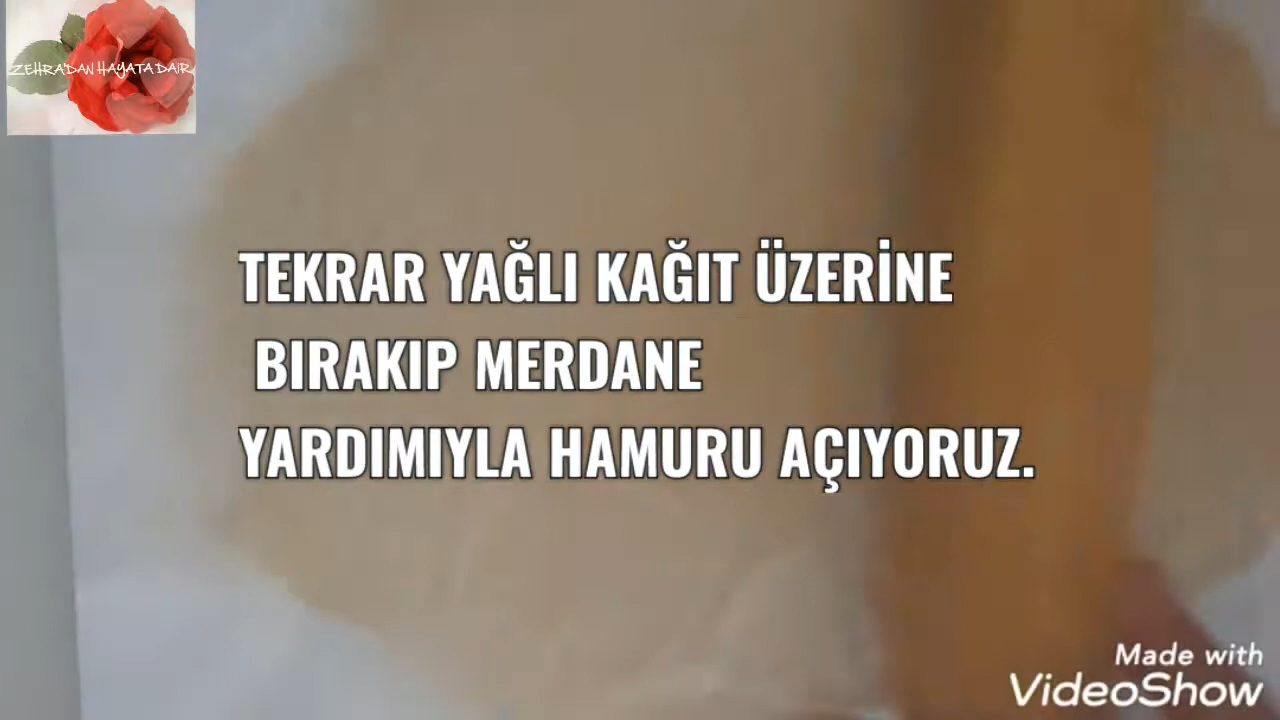 ZEHRA'DAN HAYATA DAİR
TEKRAR YAĞLI KAĞIT ÜZERİNE
BIRAKIP MERDANE
YARDIMIYLA HAMURU AÇIYORUZ.
Made with
VideoShow